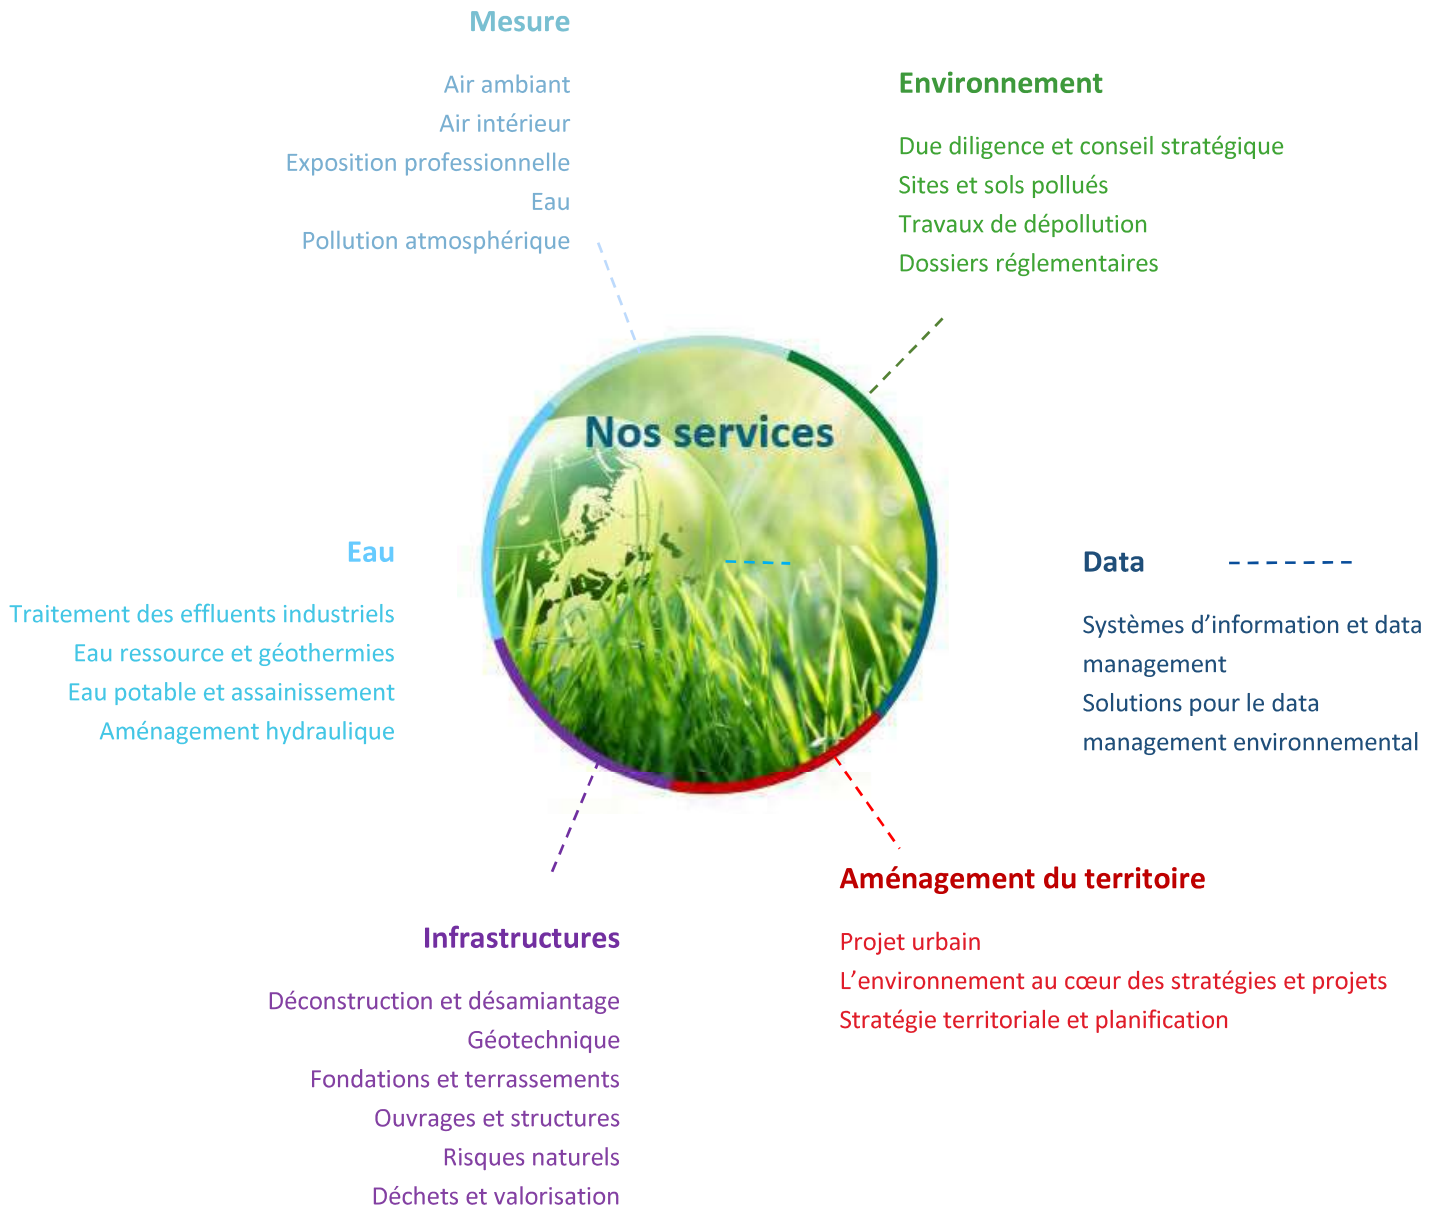 Mesure
Air ambiant
Air intérieur
Exposition professionnelle
Eau
Pollution atmosphérique
Environnement
Due diligence et conseil stratégique
Sites et sols pollués
Travaux de dépollution
Dossiers réglementaires
Nos services
Eau
Traitement des effluents industriels
Eau ressource et géothermies
Eau potable et assainissement
Aménagement hydraulique
Data
Systèmes d’information et data
management
Solutions pour le data
management environnemental
Aménagement du territoire
Projet urbain
L’environnement au cœur des stratégies et projets
Stratégie territoriale et planification
Infrastructures
Déconstruction et désamiantage
Géotechnique
Fondations et terrassements
Ouvrages et structures
Risques naturels
Déchets et valorisation